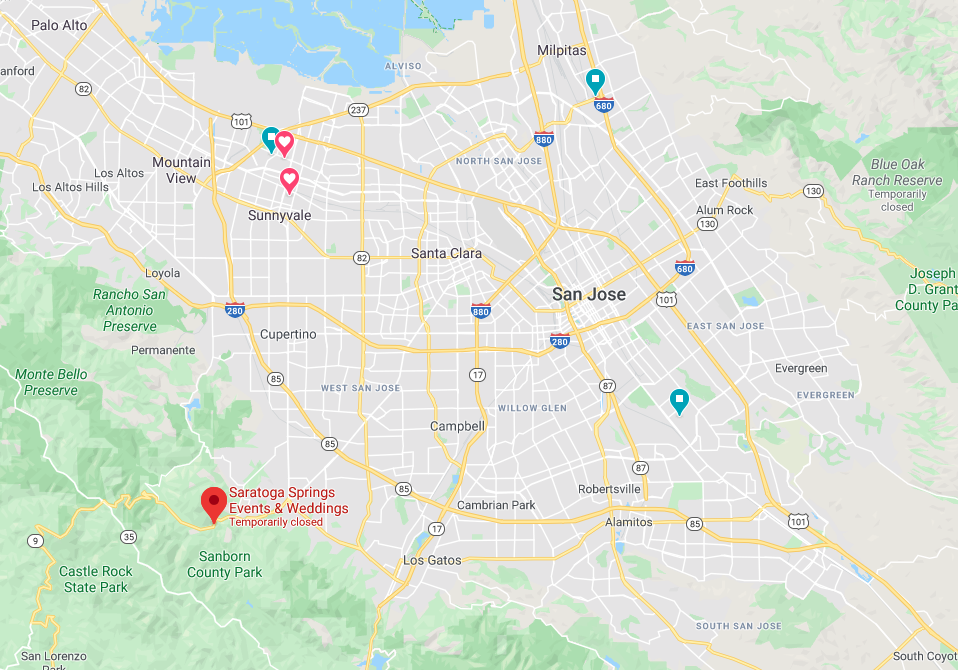 Palo Alto
anford
82
ALVISO
Milpitas
680
237
101
880
NORTH SAN JOSE
Mountain
View
Los Altos
Los Altos Hills
Sunnyvale
Blue Oak
Ranch Reserve
Temporarily
closed
East Foothills
130
Alum Rock
130
82
Santa Clara
680
Loyola
Joseph
D. Grant
County Pa
Rancho San
Antonio
Preserve
San Jose
101
280
880
EAST SAN JOSE
Cupertino
280
Permanente
Monte Bello
Preserve
85
17
Evergreen
87
WEST SAN JOSE
EVERGREEN
WILLOW GLEN
Campbell
85
87
85
Robertsville
Saratoga Springs
Events & Weddings
Temporarily closed
Cambrian Park
Alamitos
85
101
17
9
35
Sanborn
County Park
Los Gatos
Castle Rock
State Park
SOUTH SAN JOSE
San Lorenzo
Park
South Coyot